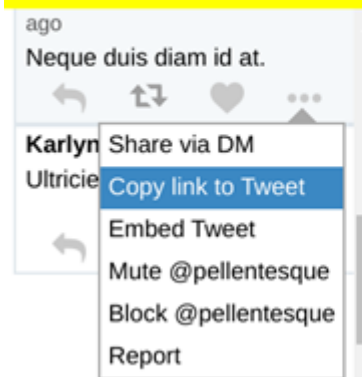 ago
Neque duis diam id at.
Karlyn
Ultricie
Share via DM
Copy link to Tweet
Embed Tweet
Mute @pellentesque
Block @pellentesque
Report